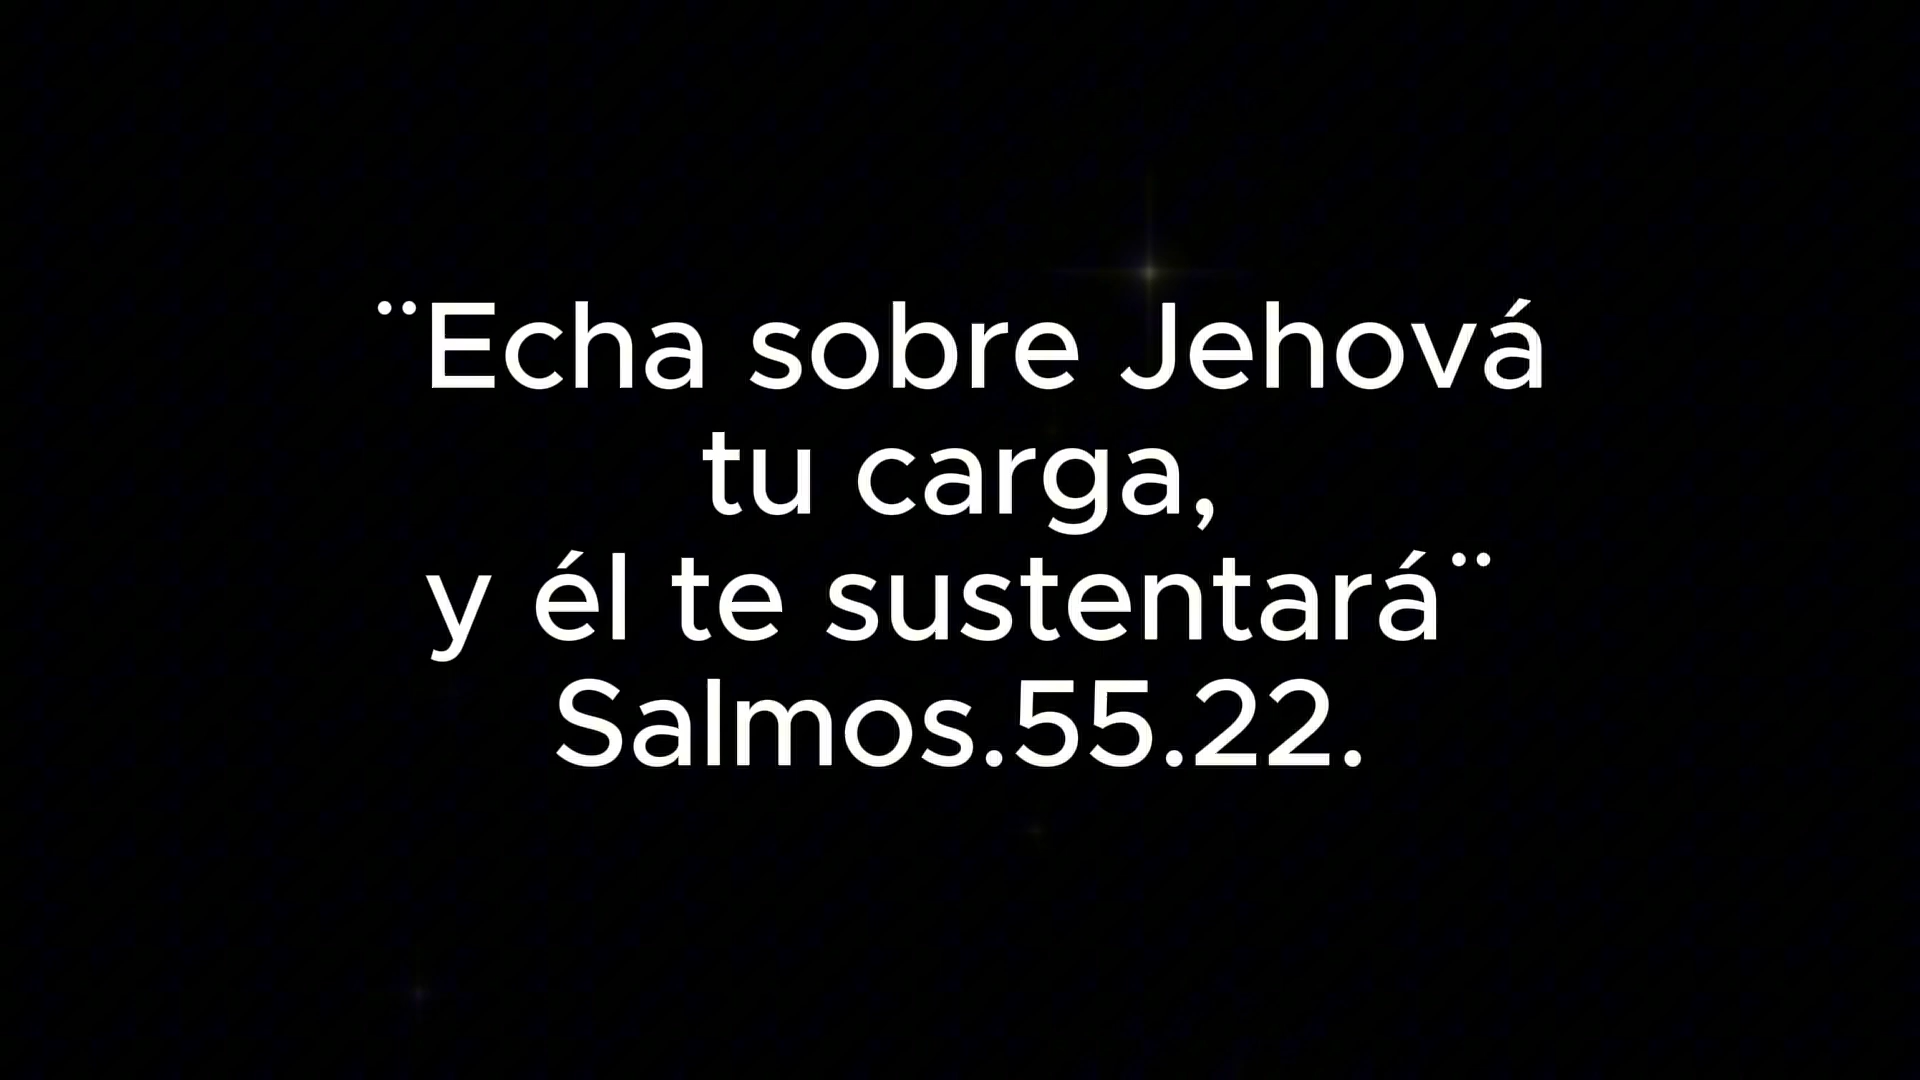 ¨Echa sobre Jehová
tu carga,
y él te sustentará¨
Salmos.55.22.